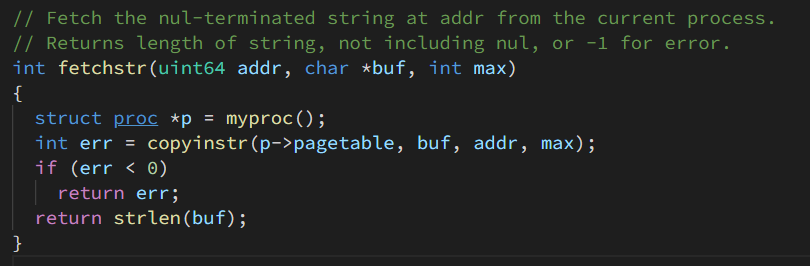 // Fetch the nul-terminated string at addr from the current process.
// Returns length of string, not including nul, or -1 for error.
int fetchstr(uint64 addr, char *buf, int max)
{
  struct proc *p = myproc();
  int err = copyinstr(p->pagetable, buf, addr, max);
  if (err < 0)
    return err;
  return strlen(buf);
}